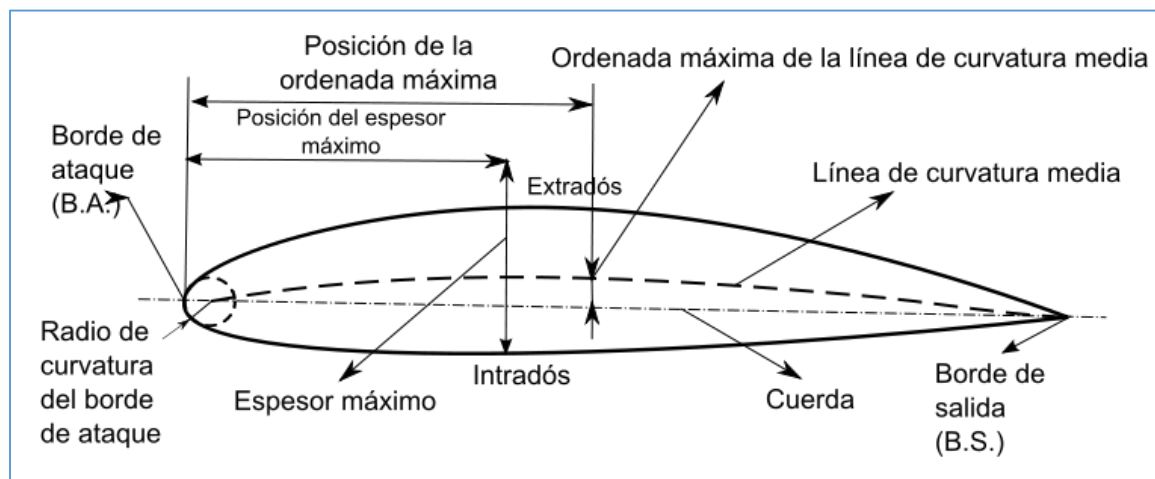 Posición de la
ordenada máxima
Ordenada máxima de la línea de curvatura media
Posición del espesor
máximo
Borde de
ataque
(B.A.)
Extradós
Línea de curvatura media
Radio de
curvatura
del borde
de ataque
Intradós
Espesor máximo
Cuerda
Borde de
salida
(B.S.)